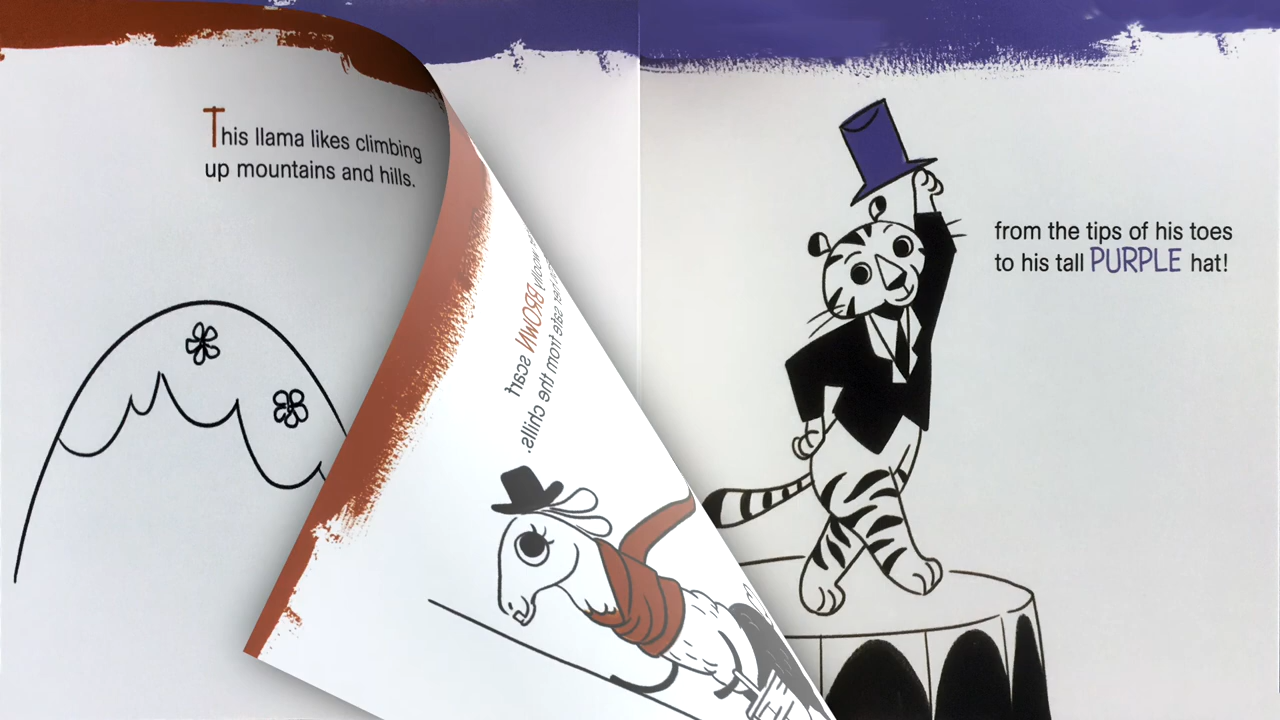 This llama likes climbing
up mountains and hills.
woolly BROWN scarf
her safe from the chills.
from the tips of his toes
to his tall PURPLE hat!